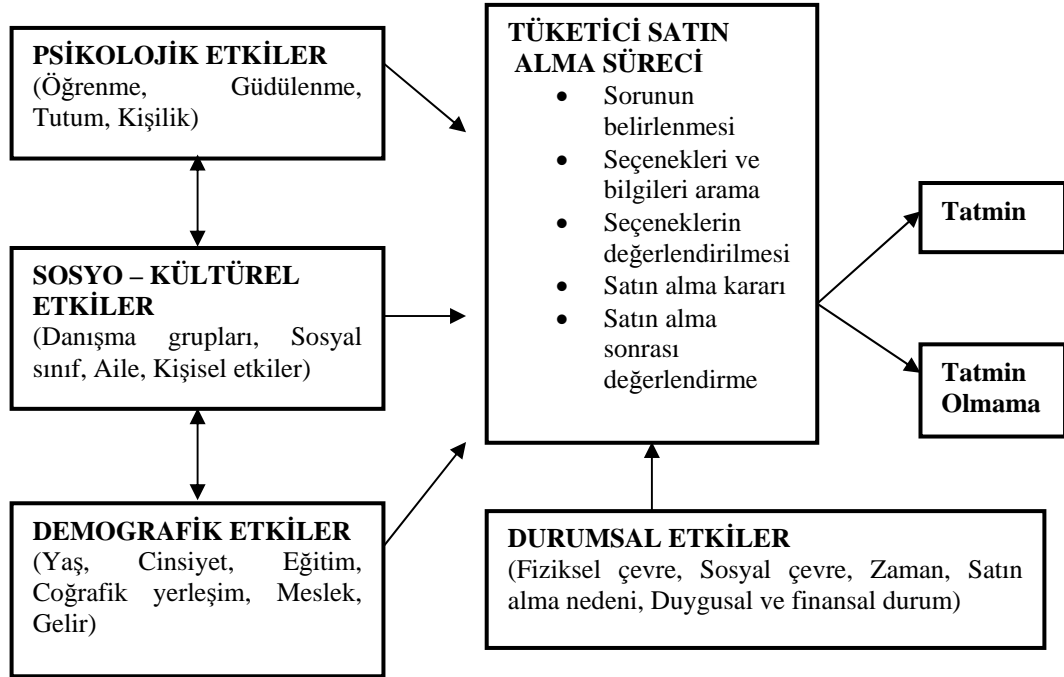 PSİKOLOJİK ETKİLER
(Öğrenme, Güdülenme,
Tutum, Kişilik)
SOSYO – KÜLTÜREL
ETKİLER
(Danışma grupları, Sosyal
sınıf, Aile, Kişisel etkiler)
DEMOGRAFİK ETKİLER
(Yaş, Cinsiyet, Eğitim,
Coğrafik yerleşim, Meslek,
Gelir)
TÜKETİCİ SATIN
ALMA SÜRECİ
• Sorunun
belirlenmesi
• Seçenekleri ve
bilgileri arama
• Seçeneklerin
değerlendirilmesi
• Satın alma kararı
• Satın alma
sonrası
değerlendirme
DURUMSAL ETKİLER
(Fiziksel çevre, Sosyal çevre, Zaman, Satın
alma nedeni, Duygusal ve finansal durum)
Tatmin
Tatmin
Olmama